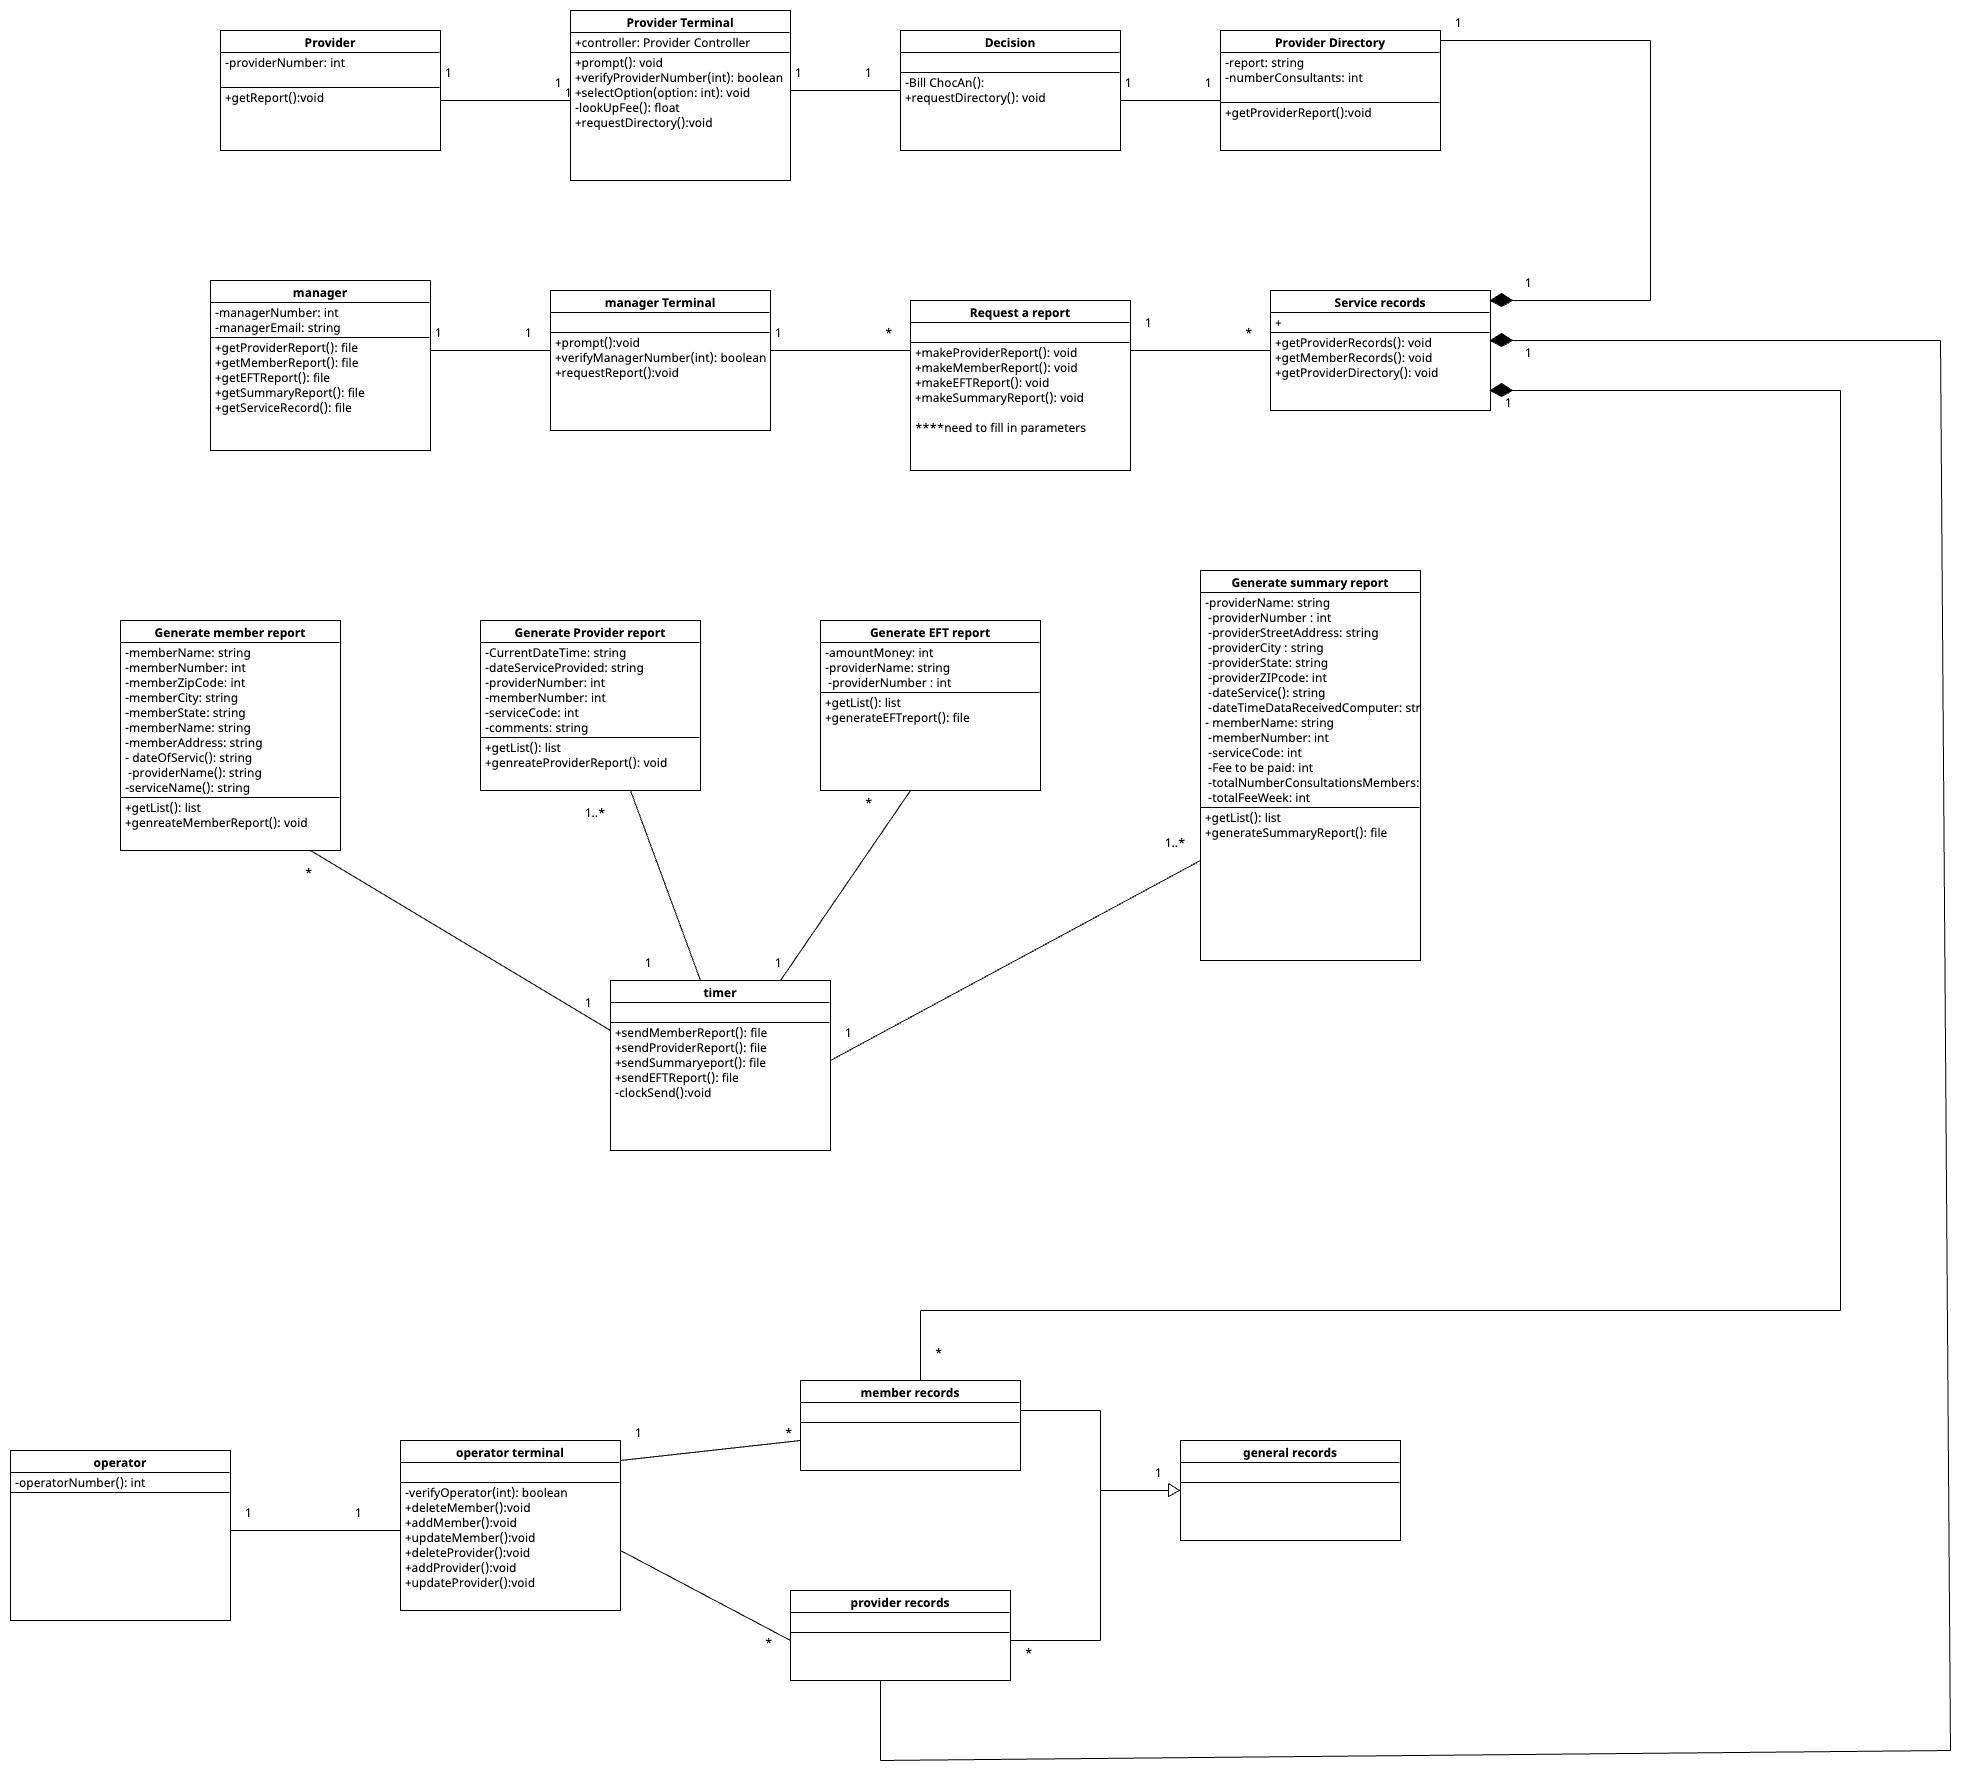 Provider
-providerNumber: int
+getReport():void
1
1
1
Provider Terminal
+controller: Provider Controller
+prompt(): void
+verifyProviderNumber(int): boolean
+selectOption(option: int): void
-lookUpFee(): float
+requestDirectory():void
1
1
Decision
-Bill ChocAn():
+requestDirectory(): void
1
1
Provider Directory
-report: string
-numberConsultants: int
+getProviderReport():void
1
manager
-managerNumber: int
-managerEmail: string
+getProviderReport(): file
+getMemberReport(): file
+getEFTReport(): file
+getSummaryReport(): file
+getServiceRecord(): file
1
1
manager Terminal
+prompt():void
+verifyManagerNumber(int): boolean
+requestReport():void
1
*
Request a report
+makeProviderReport(): void
+makeMemberReport(): void
+makeEFTReport(): void
+makeSummaryReport(): void
****need to fill in parameters
1
*
Service records
+
+getProviderRecords(): void
+getMemberRecords(): void
+getProviderDirectory(): void
1
1
1
Generate member report
-memberName: string
-memberNumber: int
-memberZipCode: int
-memberCity: string
-memberState: string
-memberName: string
-memberAddress: string
- dateOfServic(): string
-providerName(): string
-serviceName(): string
+getList(): list
+genreateMemberReport(): void
*
Generate Provider report
-CurrentDateTime: string
-dateServiceProvided: string
-providerNumber: int
-memberNumber: int
-serviceCode: int
-comments: string
+getList(): list
+genreateProviderReport(): void
1..*
Generate EFT report
-amountMoney: int
-providerName: string
-providerNumber : int
+getList(): list
+generateEFTreport(): file
*
Generate summary report
-providerName: string
-providerNumber : int
-providerStreetAddress: string
-providerCity : string
-providerState: string
-providerZIPcode: int
-dateService(): string
-dateTimeDataReceivedComputer: str
- memberName: string
-memberNumber: int
-serviceCode: int
-Fee to be paid: int
-totalNumberConsultationsMembers:
-totalFeeWeek: int
+getList(): list
+generateSummaryReport(): file
1..*
1
1
1
1
timer
+sendMemberReport(): file
+sendProviderReport(): file
+sendSummaryeport(): file
+sendEFTReport(): file
-clockSend():void
operator
-operatorNumber(): int
1
1
operator terminal
-verifyOperator(int): boolean
+deleteMember():void
+addMember():void
+updateMember():void
+deleteProvider():void
+addProvider():void
+updateProvider():void
1
*
*
*
member records
provider records
*
1
general records